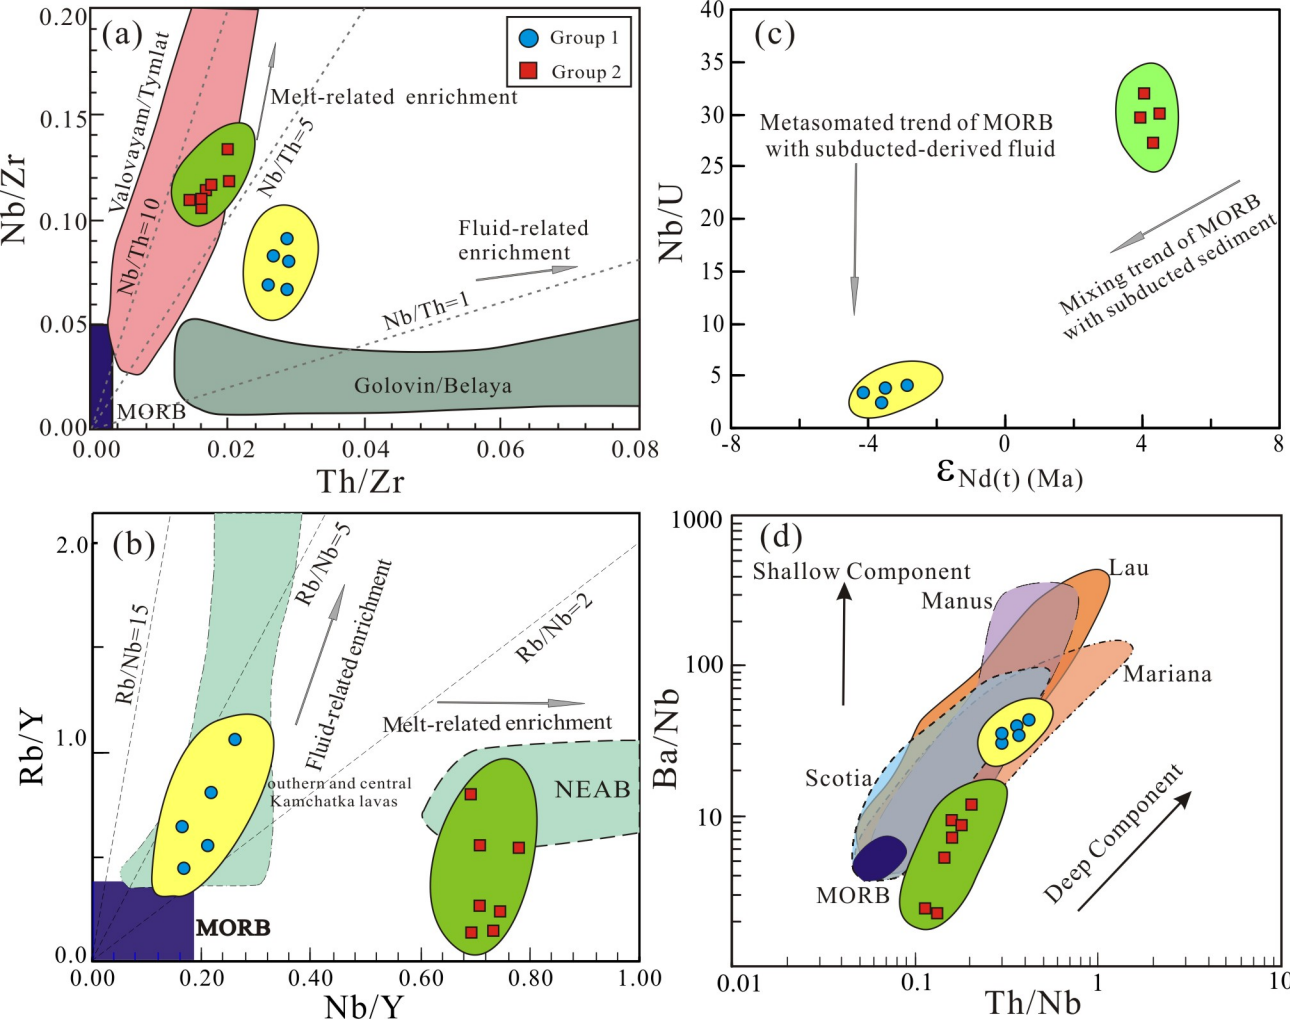 (a)
0.20
0.15
0.10
0.05
0.00
Nb/Zr
Valovayam/Tymlat
Nb/Th=10
Melt-related enrichment
Nb/Th=5
Group 1
Group 2
Fluid-related
enrichment
Nb/Th=1
Golovin/Belaya
MORB
0.00
0.02
0.04
0.06
0.08
Th/Zr
(c)
40
35
30
25
20
15
10
5
0
Nb/U
Metasomated trend of MORB
with subducted-derived fluid
Mixing trend of MORB
with subducted sediment
-8
-4
0
4
8
εNd(t) (Ma)
(b)
2.0
1.0
0.0
Rb/Y
Rb/Nb=15
Rb/Nb=5
Fluid-related enrichment
Rb/Nb=2
Melt-related enrichment
outhern and central
Kamchatka lavas
NEAB
MORB
0.00
0.20
0.40
0.60
0.80
1.00
Nb/Y
(d)
1000
100
10
Ba/Nb
Shallow Component
Manus
Lau
Mariana
Scotia
MORB
Deep Component
0.01
0.1
1
10
Th/Nb